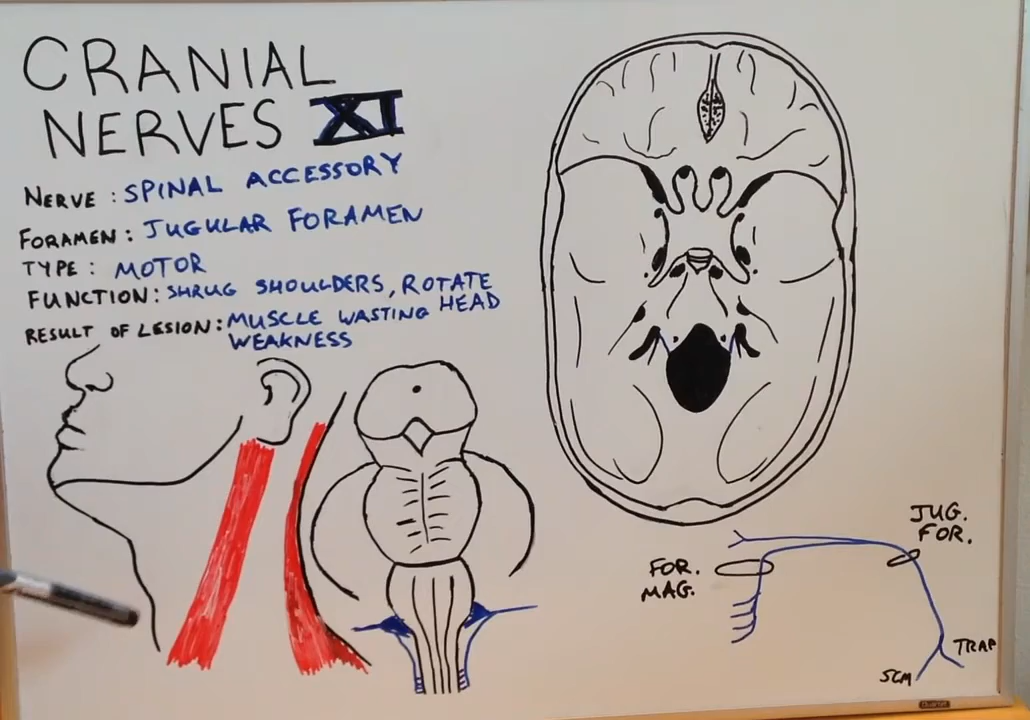 CRANIAL
NERVES XI
NERVE : SPINAL ACCESSORY
FORAMEN : JUGULAR FORAMEN
TYPE : MOTOR
FUNCTION : SHRUG SHOULDERS, ROTATE
HEAD
RESULT OF LESION : MUSCLE WASTING
WEAKNESS
JUG.
FOR.
FOR.
MAG.
TRAP
SCM